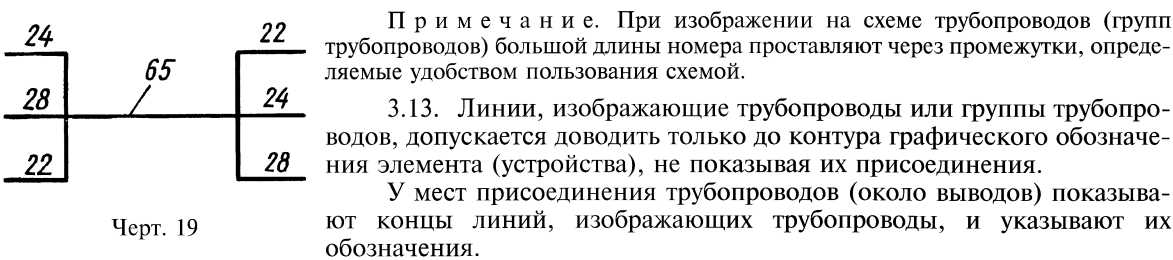 24
28
22
65
22
24
28
Черт. 19
Примечание. При изображении на схеме трубопроводов (групп
трубопроводов) большой длины номера проставляют через промежутки, опреде-
ляемые удобством пользования схемой.
3.13. Линии, изображающие трубопроводы или группы трубопро-
водов, допускается доводить только до контура графического обозначе-
ния элемента (устройства), не показывая их присоединения.
У мест присоединения трубопроводов (около выводов) показыва-
ют концы линий, изображающих трубопроводы, и указывают их
обозначения.